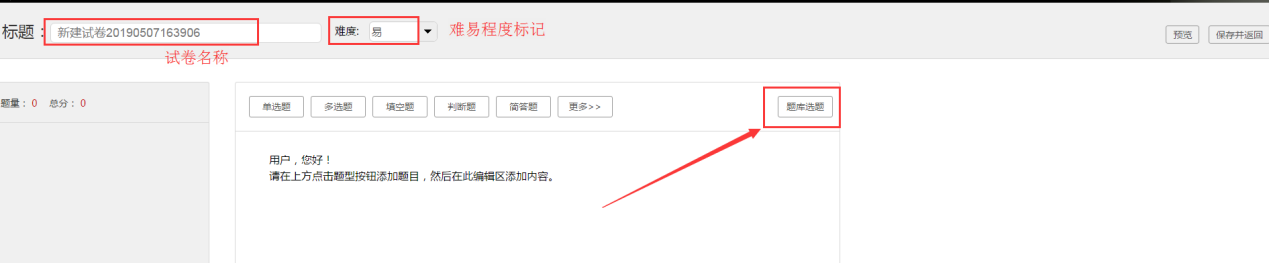 标题： 新建试卷20190507163906 难度: 易 难易程度标记
预览 保存并返回
试卷名称
题量：0 总分：0
单选题 多选题 填空题 判断题 简答题 更多>> 题库选题
用户，您好！
请在上方点击题型按钮添加题目，然后在此编辑区添加内容。